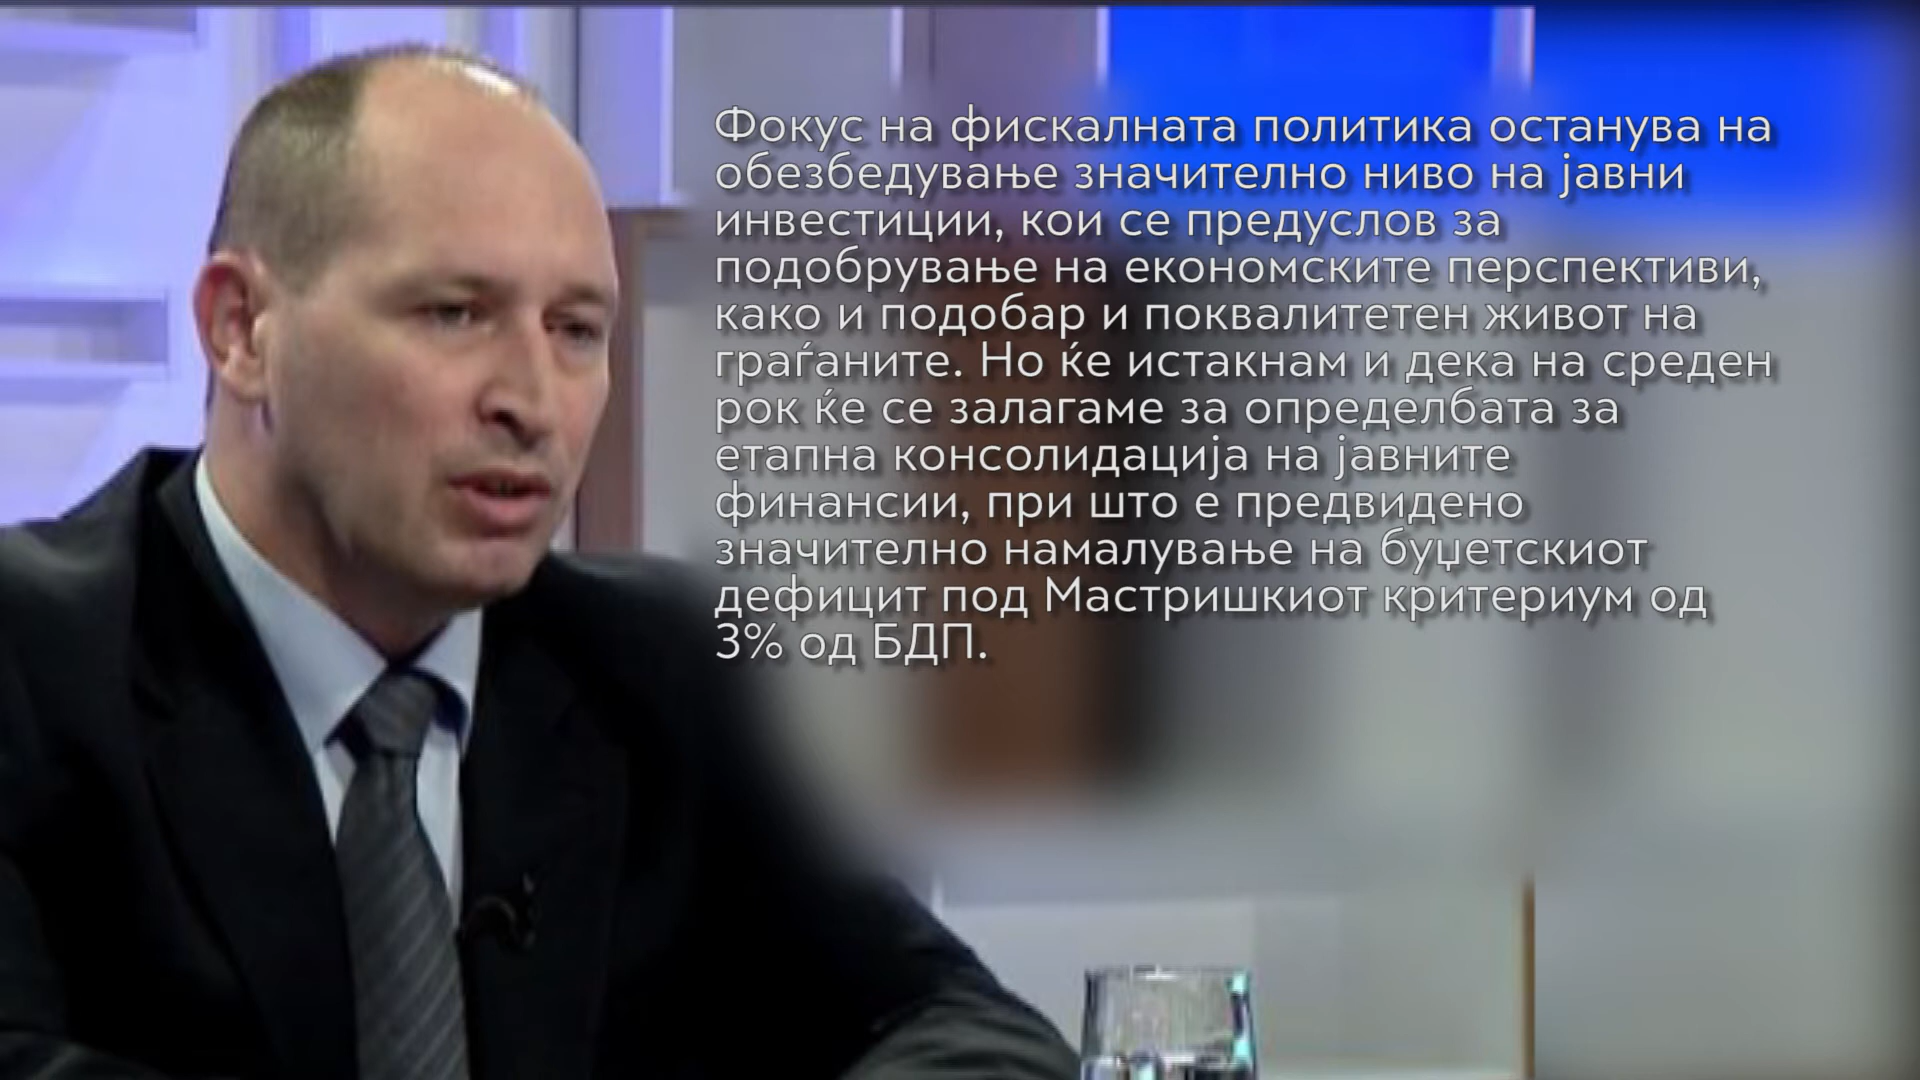 Фокус на фискалната политика останува на
обезбедување значително ниво на јавни
инвестиции, кои се предуслов за
подобрување на економските перспективи,
како и подобар и поквалитетен живот на
граѓаните. Но ќе истакнам и дека на среден
рок ќе се залагаме за определбата за
етапна консолидација на јавните
финансии, при што е предвидено
значително намалување на буџетскиот
дефицит под Мастришкиот критериум од
3% од БДП.